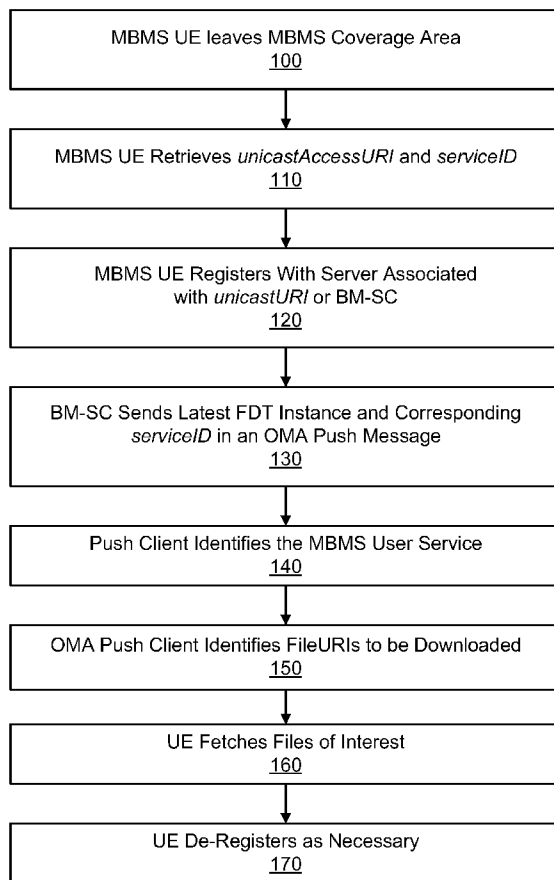 MBMS UE leaves MBMS Coverage Area
100
MBMS UE Retrieves unicastAccessURI and serviceID
110
MBMS UE Registers With Server Associated
with unicastURI or BM-SC
120
BM-SC Sends Latest FDT Instance and Corresponding
serviceID in an OMA Push Message
130
Push Client Identifies the MBMS User Service
140
OMA Push Client Identifies FileURIs to be Downloaded
150
UE Fetches Files of Interest
160
UE De-Registers as Necessary
170